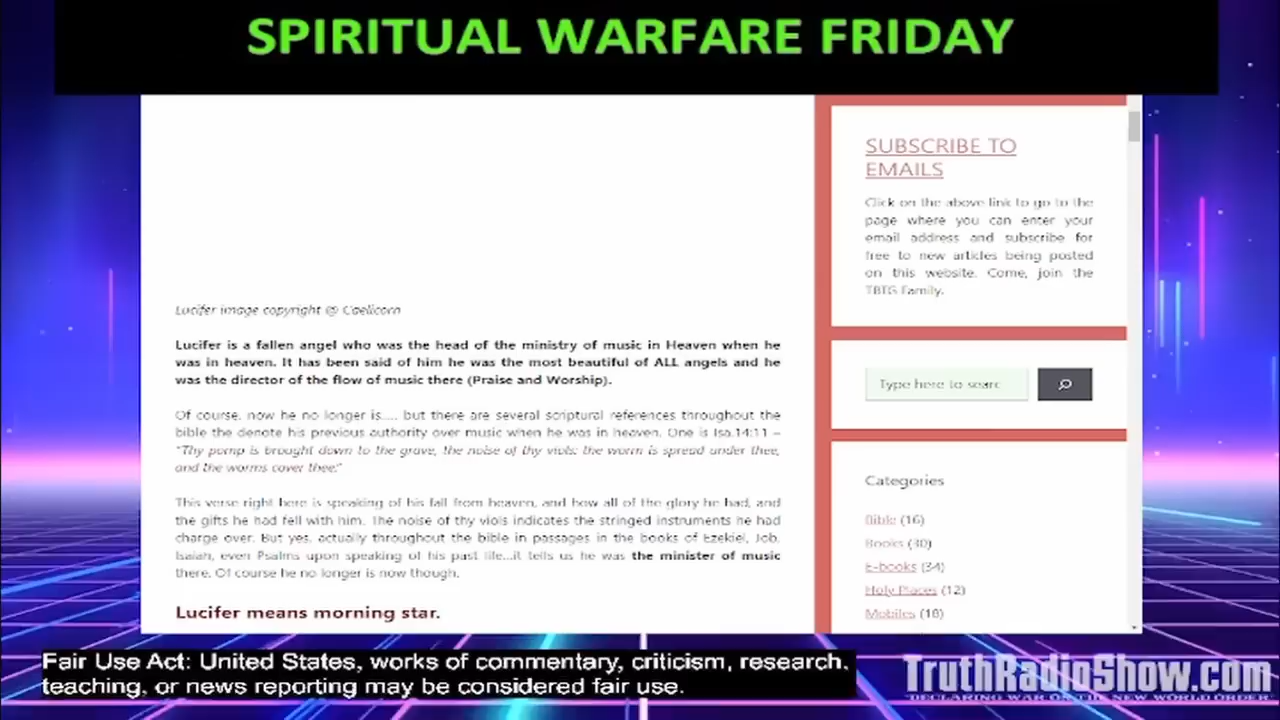 SPIRITUAL WARFARE FRIDAY
Lucifer image copyright @ Caellicorn
Lucifer is a fallen angel who was the head of the ministry of music in Heaven when he
was in heaven. It has been said of him he was the most beautiful of ALL angels and he
was the director of the flow of music there (Praise and Worship).
Of course, now he no longer is.... but there are several scriptural references throughout the
bible the denote his previous authority over music when he was in heaven. One is Isa.14:11 –
"Thy pomp is brought down to the grave, the noise of thy viols: the worm is spread under thee,
and the worms cover thee."
This verse right here is speaking of his fall from heaven, and how all of the glory he had, and
the gifts he had fell with him. The noise of thy viols indicates the stringed instruments he had
charge over. But yes, actually throughout the bible in passages in the books of Ezekiel, Job,
Isaiah, even Psalms upon speaking of his past life...it tells us he was the minister of music
there. Of course he no longer is now though.
Lucifer means morning star.
SUBSCRIBE TO
EMAILS
Click on the above link to go to the
page where you can enter your
email address and subscribe for
free to new articles being posted
on this website. Come, join the
TBTG Family.
Type here to searc
Categories
Bible (16)
Books (30)
E-books (34)
Holy Places (12)
Mobiles (18)
Fair Use Act: United States, works of commentary, criticism, research,
teaching, or news reporting may be considered fair use.
TruthRadioShow.com
"DECLARING WAR ON THE NEW WORLD ORDER"